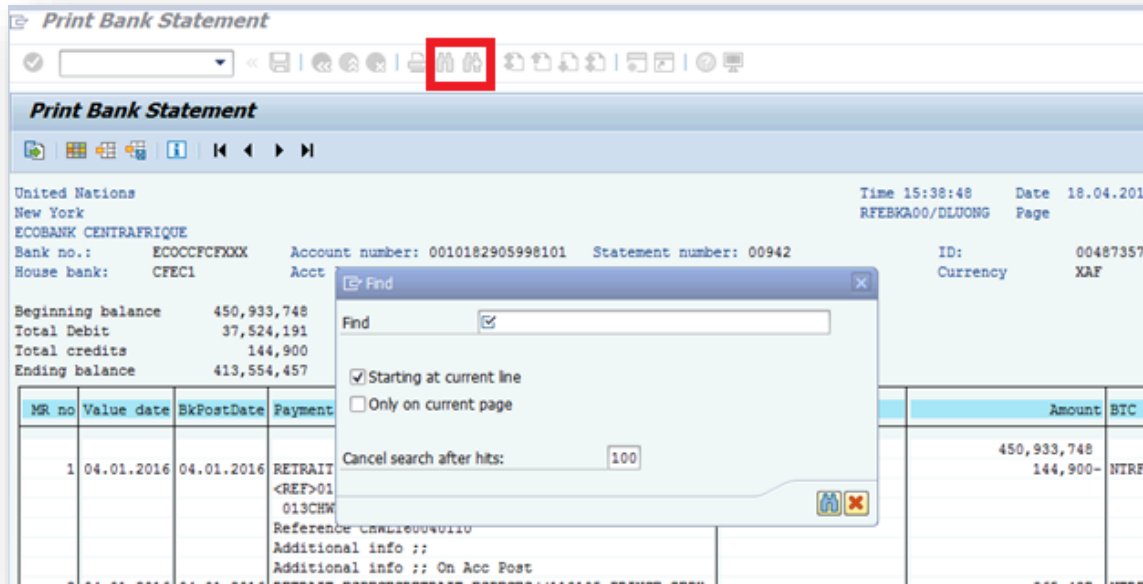 Print Bank Statement
Print Bank Statement
United Nations Time 15:38:48 Date 18.04.201
New York RFEBKA00/DLUONG Page
ECOBANK CENTRAFRIQUE
Bank no.: ECOCCFCFXXX Account number: 0010182905998101 Statement number: 00942 ID: 00487357
House bank: CFEC1 Acct Currency XAF
Find
Beginning balance 450,933,748
Find
Total Debit 37,524,191
Total credits 144,900
Ending balance 413,554,457
Starting at current line
Only on current page
Cancel search after hits: 100
MR no Value date BkPostDate Payment Amount BTC
450,933,748
1 04.01.2016 04.01.2016 RETRAIT 144,900- NTRF
<REF>01
013CHW
Reference
Additional info ;;
Additional info ;; On Acc Post